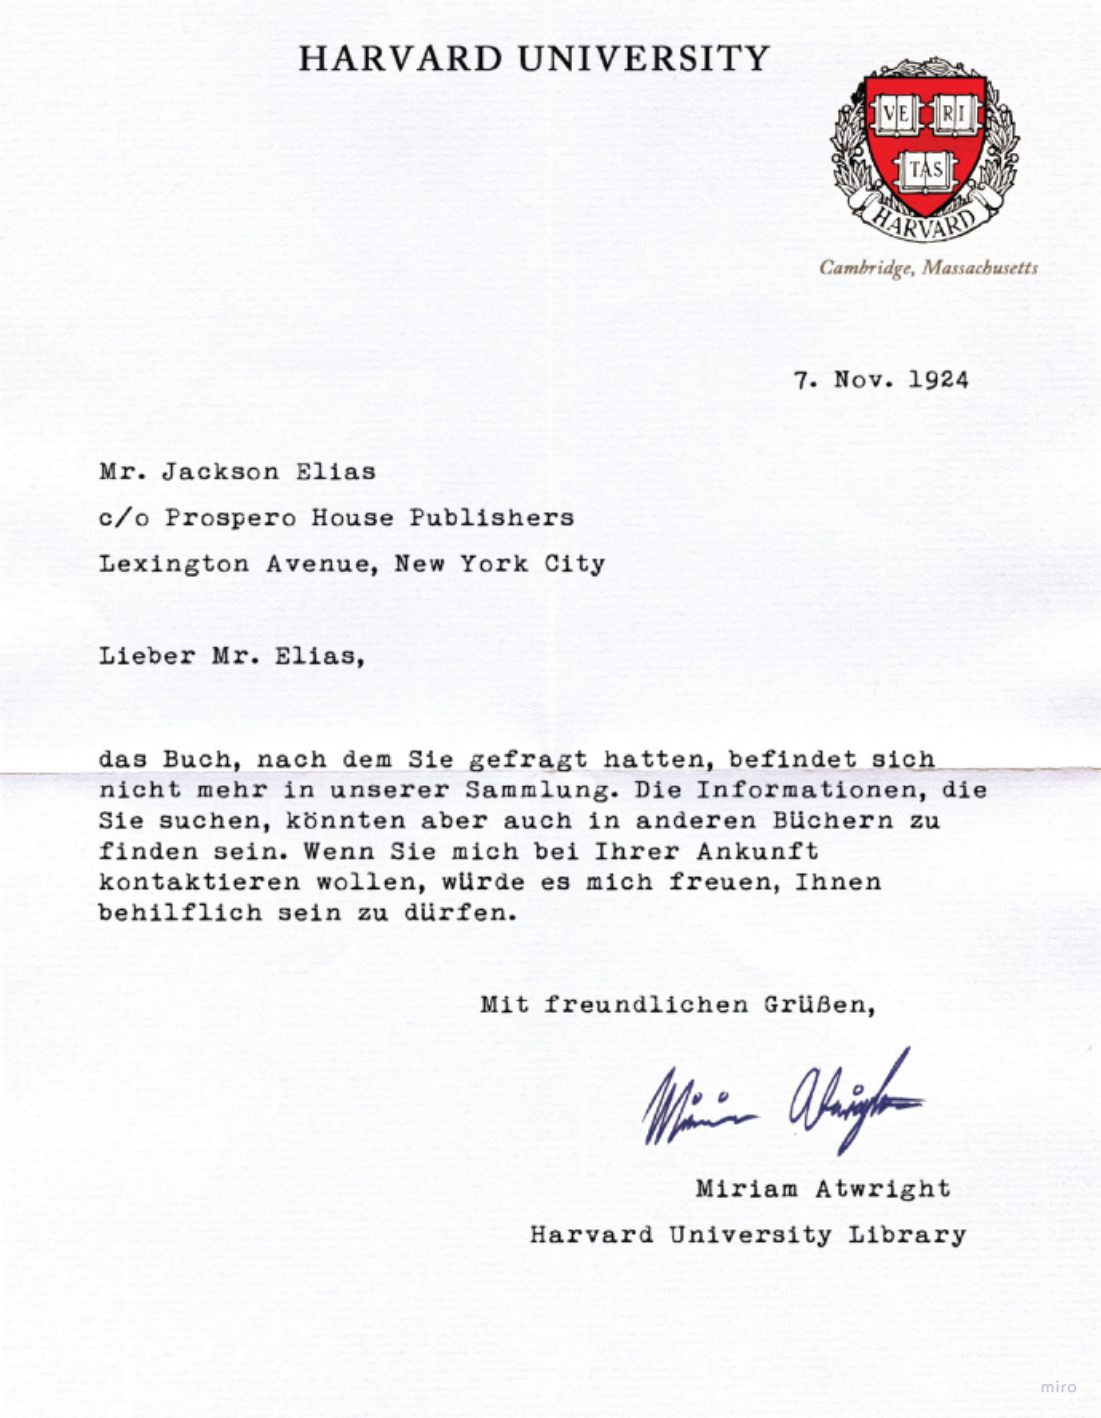 HARVARD UNIVERSITY
VE RI
TAS
HARVARD
Cambridge, Massachusetts
7. Nov. 1924
Mr. Jackson Elias
c/o Prospero House Publishers
Lexington Avenue, New York City
Lieber Mr. Elias,
das Buch, nach dem Sie gefragt hatten, befindet sich
nicht mehr in unserer Sammlung. Die Informationen, die
Sie suchen, könnten aber auch in anderen Büchern zu
finden sein. Wenn Sie mich bei Ihrer Ankunft
kontaktieren wollen, würde es mich freuen, Ihnen
behilflich sein zu dürfen.
Mit freundlichen Grüßen,
Miriam Atwright
Miriam Atwright
Harvard University Library
miro